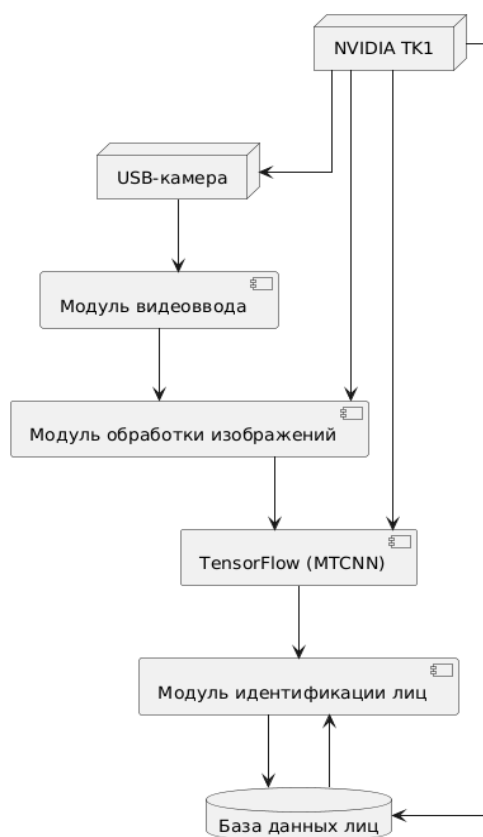 NVIDIA TK1
USB-камера
Модуль видеоввода
Модуль обработки изображений
TensorFlow (MTCNN)
Модуль идентификации лиц
База данных лиц